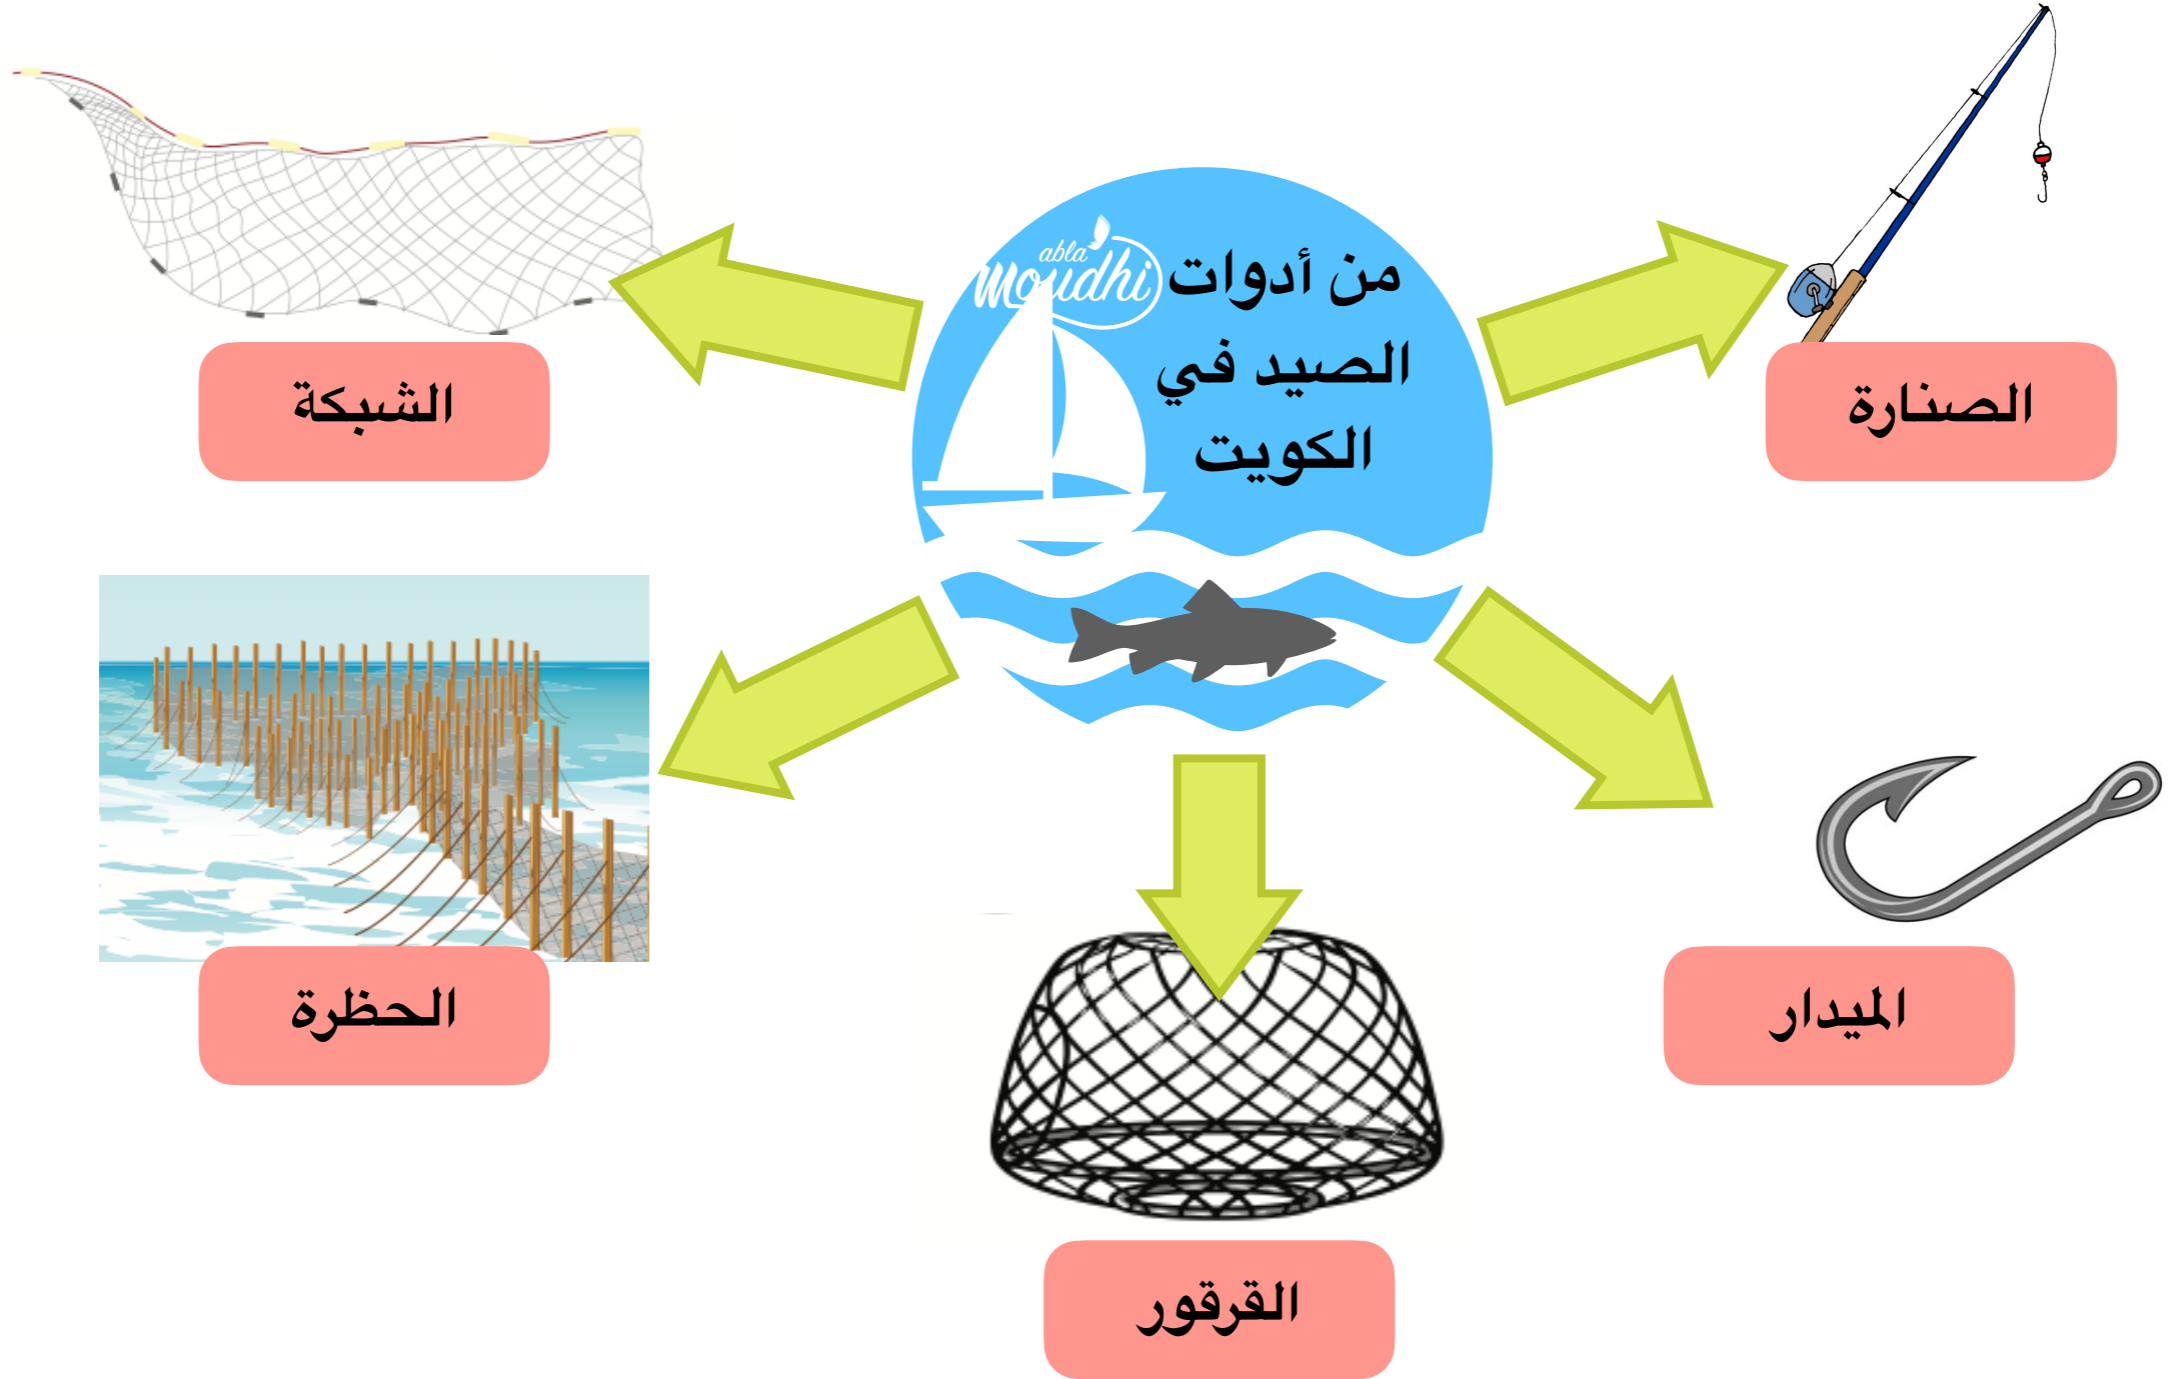 abla
moudhi
من أدوات
الصيد في
الكويت
الصنارة
الشبكة
الميدار
الحظرة
القرقور